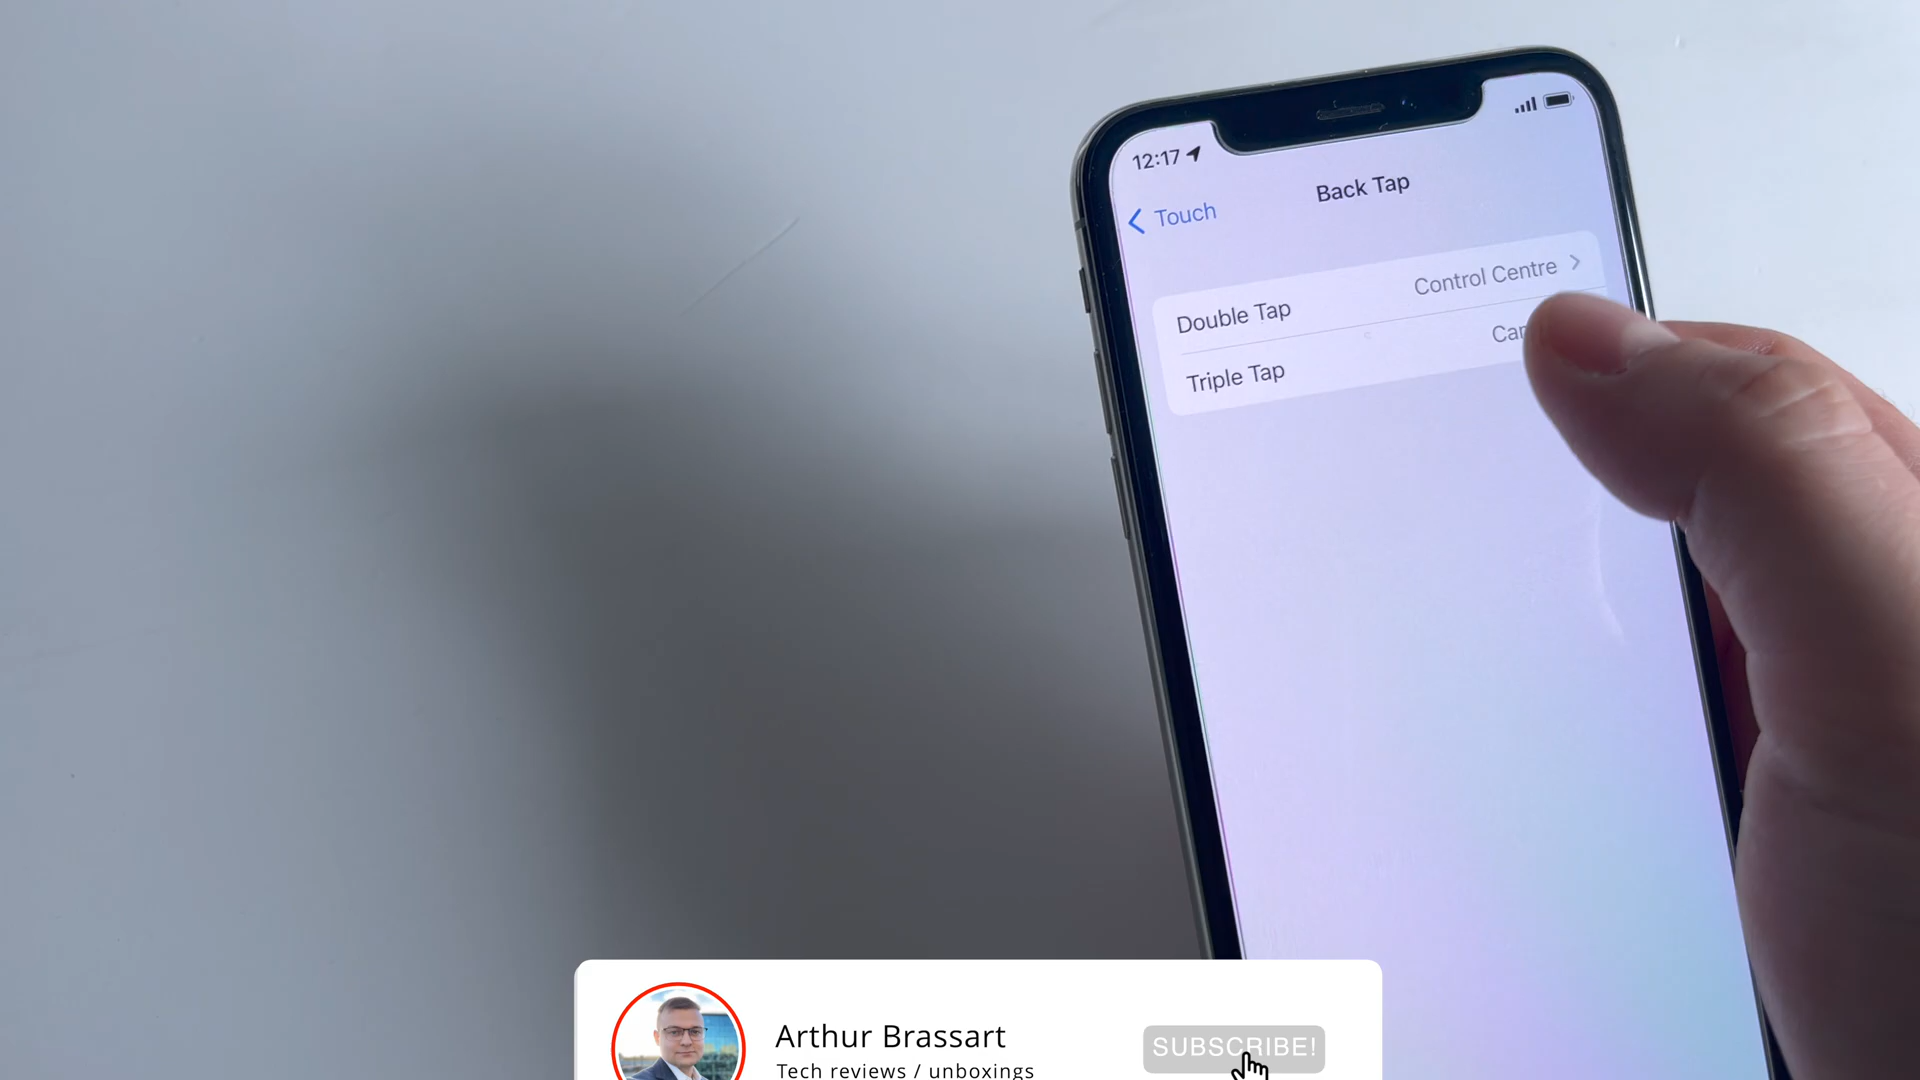 12:17
Touch
Back Tap
Double Tap
Control Centre
Triple Tap
Arthur Brassart
Tech reviews / unboxings
SUBSCRIBE!